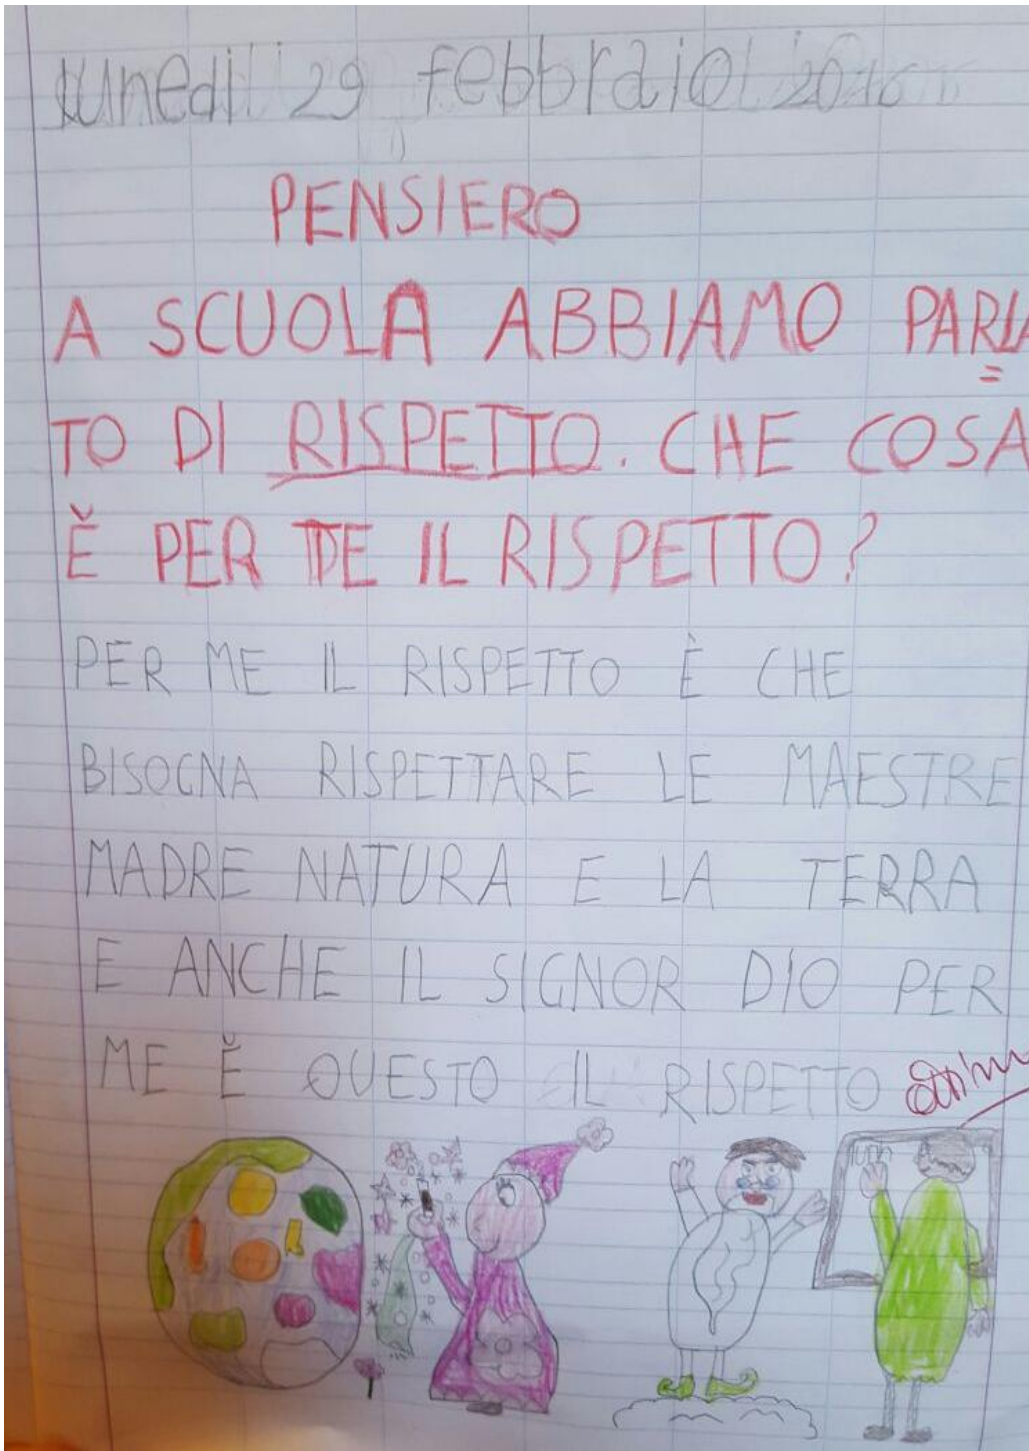 lunedì 29 febbraio 2016
PENSIERO
A SCUOLA ABBIAMO PARLA
TO DI RISPETTO. CHE COSA
È PER TE IL RISPETTO?
PER ME IL RISPETTO È CHE
BISOGNA RISPETTARE LE MAESTRE
MADRE NATURA E LA TERRA
E ANCHE IL SIGNOR DIO PER
ME È QUESTO IL RISPETTO